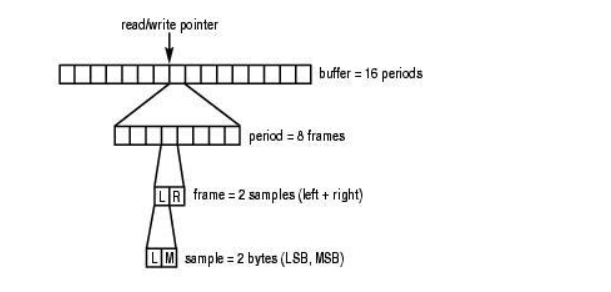 read/write pointer
buffer = 16 periods
period = 8 frames
L R frame = 2 samples (left + right)
L M sample = 2 bytes (LSB, MSB)